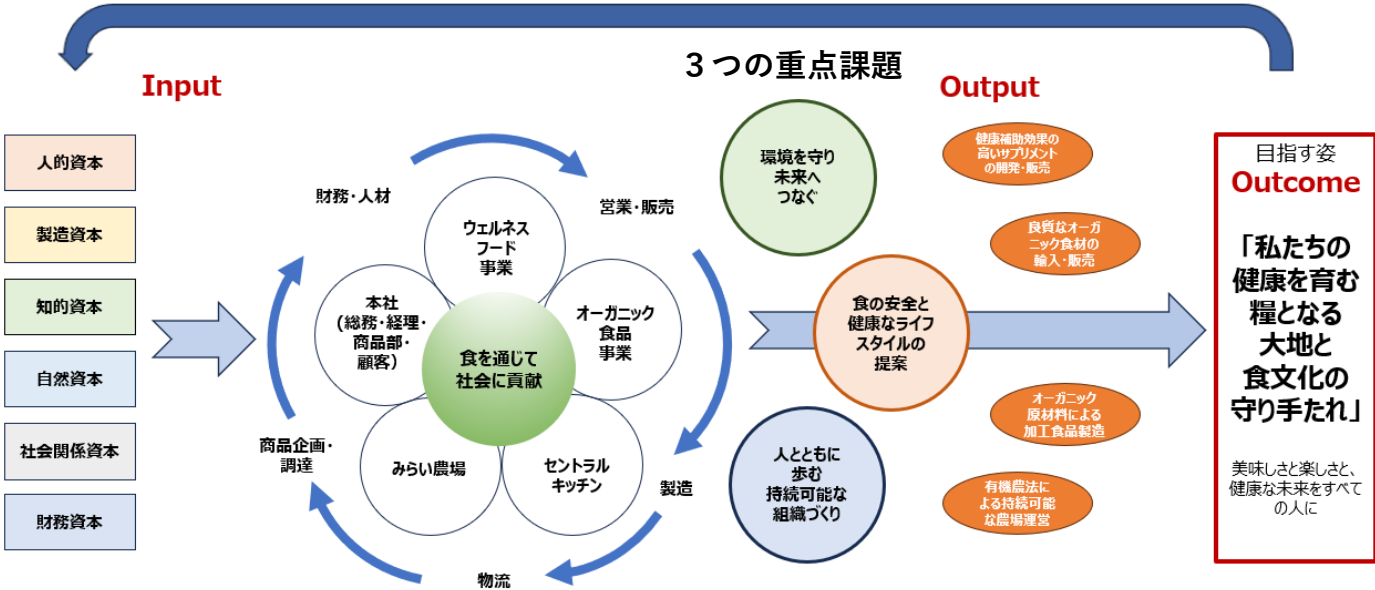 ３つの重点課題
Input
Output
人的資本
製造資本
知的資本
自然資本
社会関係資本
財務資本
財務・人材
営業・販売
製造
物流
商品企画・
調達
ウェルネス
フード
事業
オーガニック
食品
事業
セントラル
キッチン
みらい農場
本社
(総務・経理・
商品部・
顧客）
食を通じて
社会に貢献
環境を守り
未来へ
つなぐ
食の安全と
健康なライフ
スタイルの
提案
人とともに
歩む
持続可能な
組織づくり
健康補助効果の
高いサプリメント
の開発・販売
良質なオーガ
ニック食材の
輸入・販売
オーガニック
原材料による
加工食品製造
有機農法に
よる持続可能
な農場運営
目指す姿
Outcome
「私たちの
健康を育む
糧となる
大地と
食文化の
守り手たれ」
美味しさと楽しさと、
健康な未来をすべて
の人に